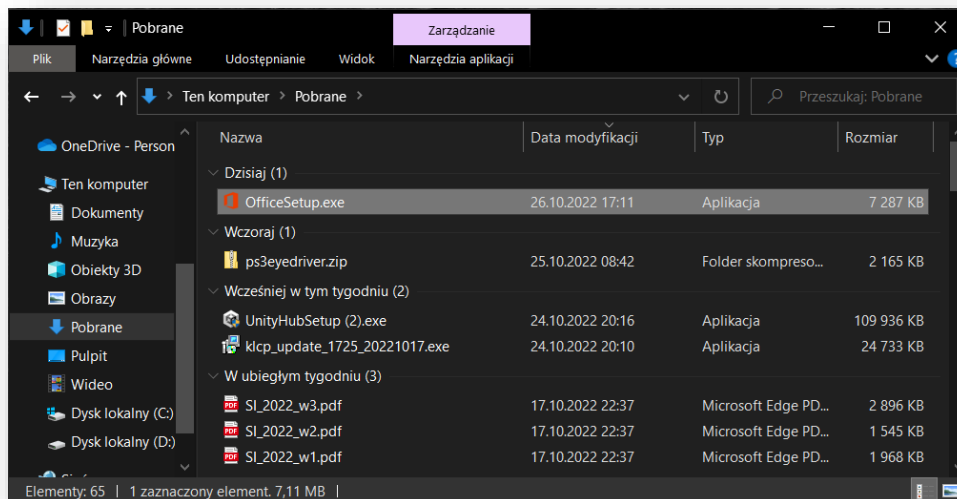 Pobrane
Zarządzanie
Plik Narzędzia główne Udostępnianie Widok Narzędzia aplikacji
Ten komputer Pobrane Przeszukaj: Pobrane
Nazwa Data modyfikacji Typ Rozmiar
OneDrive - Person
Ten komputer
Dokumenty
Muzyka
Obiekty 3D
Obrazy
Pobrane
Pulpit
Wideo
Dysk lokalny (C:)
Dysk lokalny (D:)
Dzisiaj (1)
OfficeSetup.exe 26.10.2022 17:11 Aplikacja 7 287 KB
Wczoraj (1)
ps3eyedriver.zip 25.10.2022 08:42 Folder skompreso... 2 165 KB
Wcześniej w tym tygodniu (2)
UnityHubSetup (2).exe 24.10.2022 20:16 Aplikacja 109 936 KB
klcp_update_1725_20221017.exe 24.10.2022 20:10 Aplikacja 24 733 KB
W ubiegłym tygodniu (3)
SI_2022_w3.pdf 17.10.2022 22:37 Microsoft Edge PD... 2 896 KB
SI_2022_w2.pdf 17.10.2022 22:37 Microsoft Edge PD... 1 545 KB
SI_2022_w1.pdf 17.10.2022 22:37 Microsoft Edge PD... 1 968 KB
Elementy: 65 | 1 zaznaczony element. 7,11 MB |